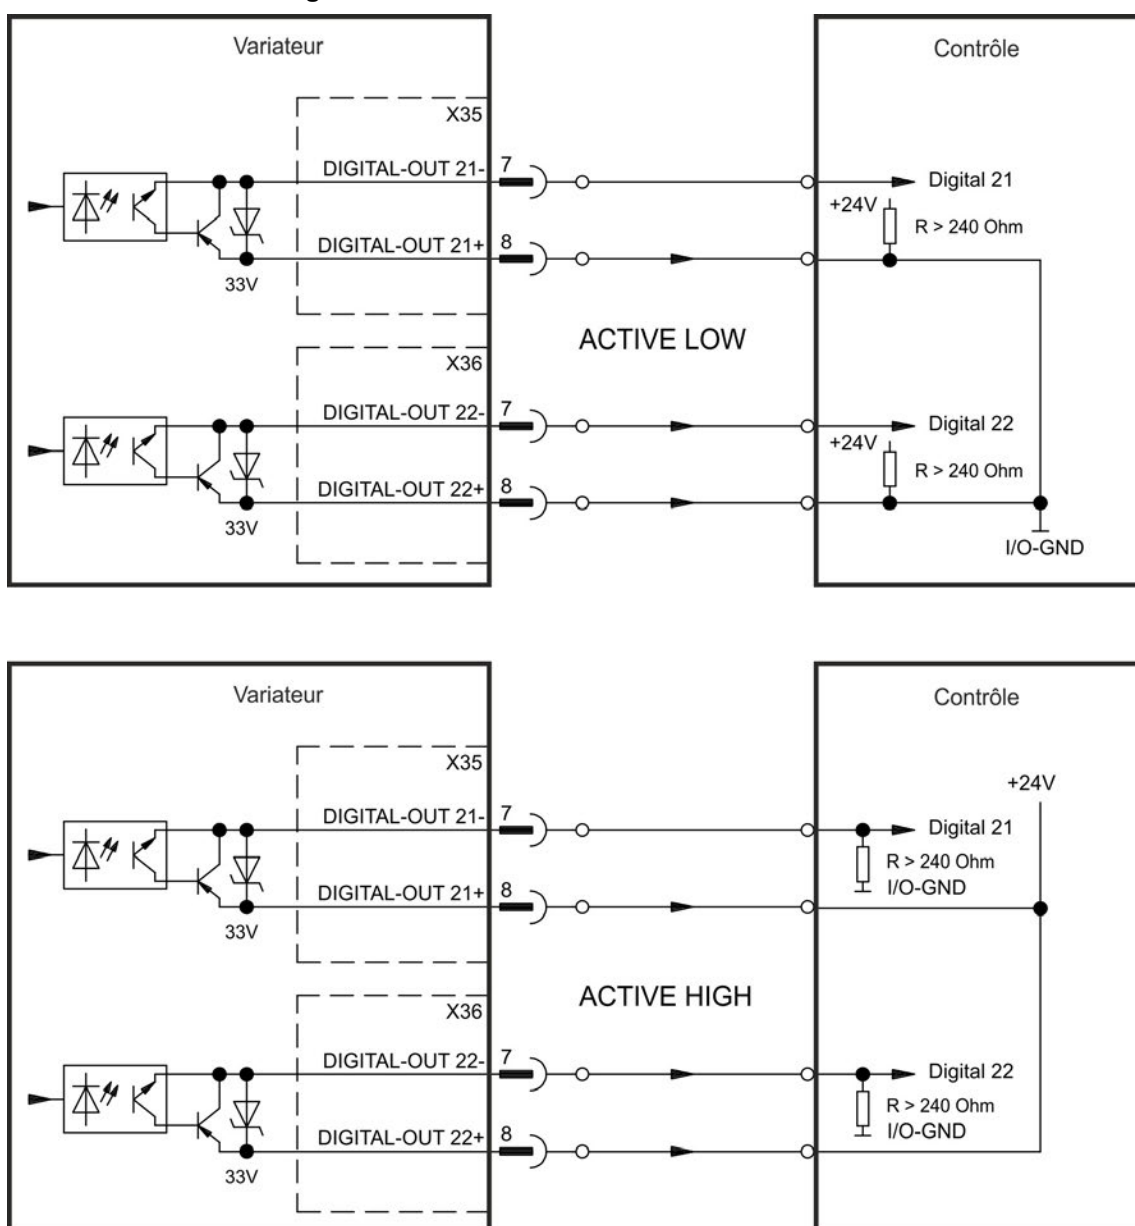 Variateur
Contrôle
X35
DIGITAL-OUT 21-
7
Digital 21
+24V
R > 240 Ohm
DIGITAL-OUT 21+
8
33V
ACTIVE LOW
X36
DIGITAL-OUT 22-
7
Digital 22
+24V
R > 240 Ohm
DIGITAL-OUT 22+
8
33V
I/O-GND
Variateur
Contrôle
X35
+24V
DIGITAL-OUT 21-
7
Digital 21
R > 240 Ohm
I/O-GND
DIGITAL-OUT 21+
8
33V
ACTIVE HIGH
X36
DIGITAL-OUT 22-
7
Digital 22
R > 240 Ohm
I/O-GND
DIGITAL-OUT 22+
8
33V